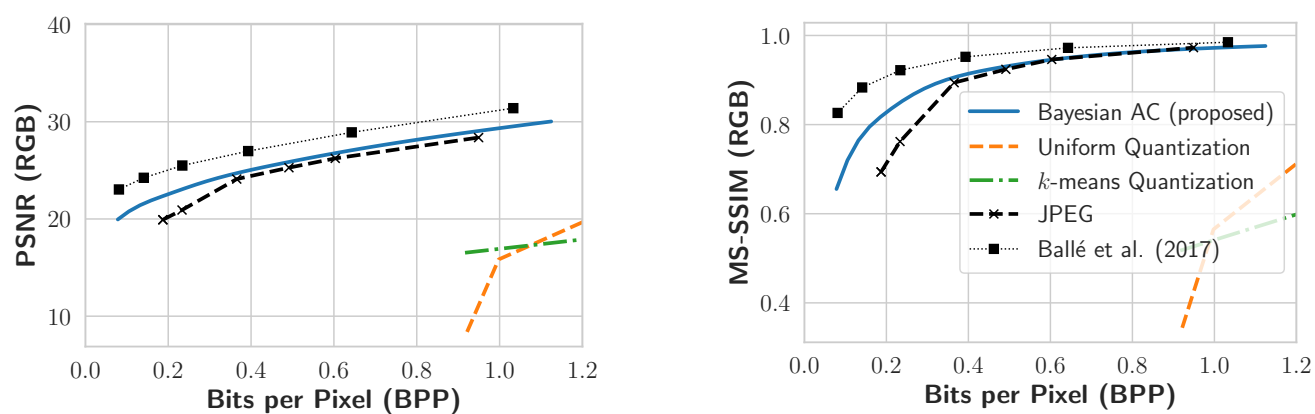 40
30
20
10
PSNR (RGB)
0.0 0.2 0.4 0.6 0.8 1.0 1.2
Bits per Pixel (BPP)
1.0
0.8
0.6
0.4
MS-SSIM (RGB)
Bayesian AC (proposed)
Uniform Quantization
k-means Quantization
JPEG
Ballé et al. (2017)
0.0 0.2 0.4 0.6 0.8 1.0 1.2
Bits per Pixel (BPP)